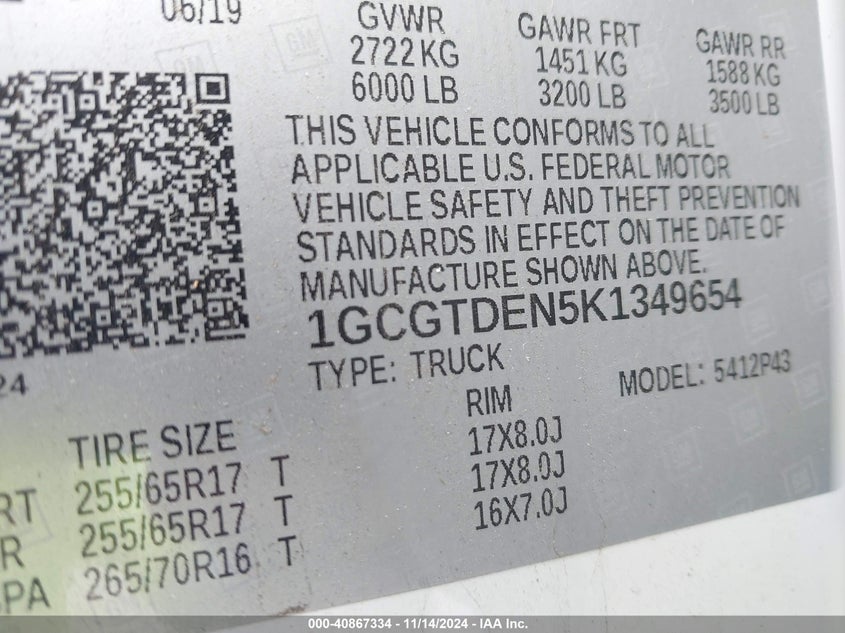 06/19
GVWR
2722 KG
6000 LB
GAWR FRT
1451 KG
3200 LB
GAWR RR
1588 KG
3500 LB
THIS VEHICLE CONFORMS TO ALL
APPLICABLE U.S. FEDERAL MOTOR
VEHICLE SAFETY AND THEFT PREVENTION
STANDARDS IN EFFECT ON THE DATE OF
MANUFACTURE SHOWN ABOVE.
1GCGTDEN5K1349654
24
TYPE: TRUCK MODEL: 5412P43
TIRE SIZE RIM
RT 255/65R17 T 17X8.0J
R 255/65R17 T 17X8.0J
SPA 265/70R16 T 16X7.0J
GM
000-40867334 - 11/14/2024 - IAA Inc.